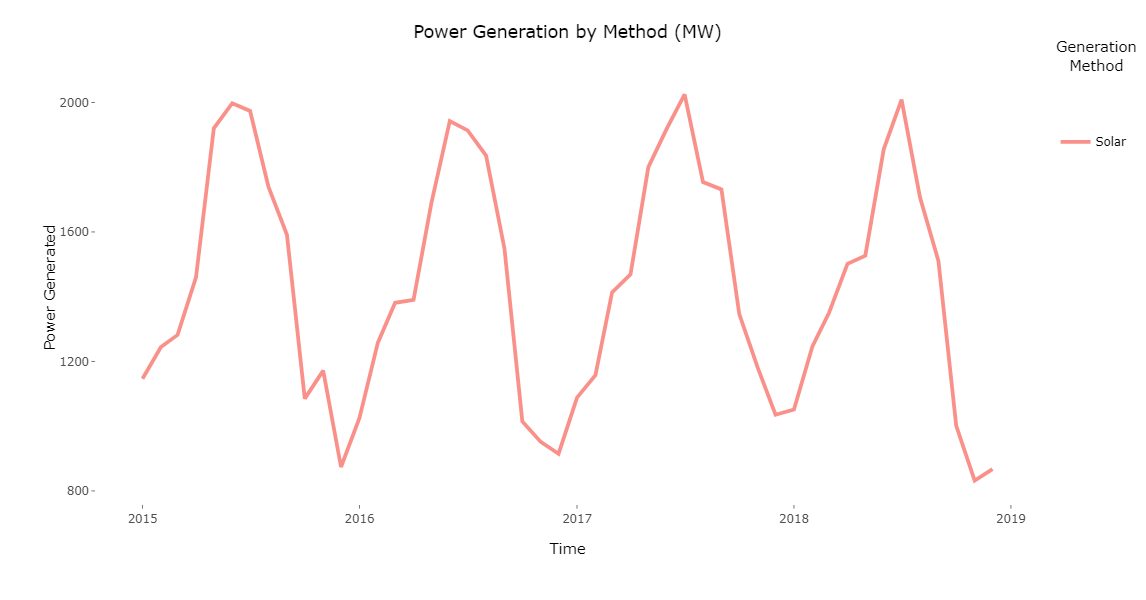 Power Generation by Method (MW)
Generation
Method
Solar
Power Generated
2000
1600
1200
800
2015
2016
2017
2018
2019
Time